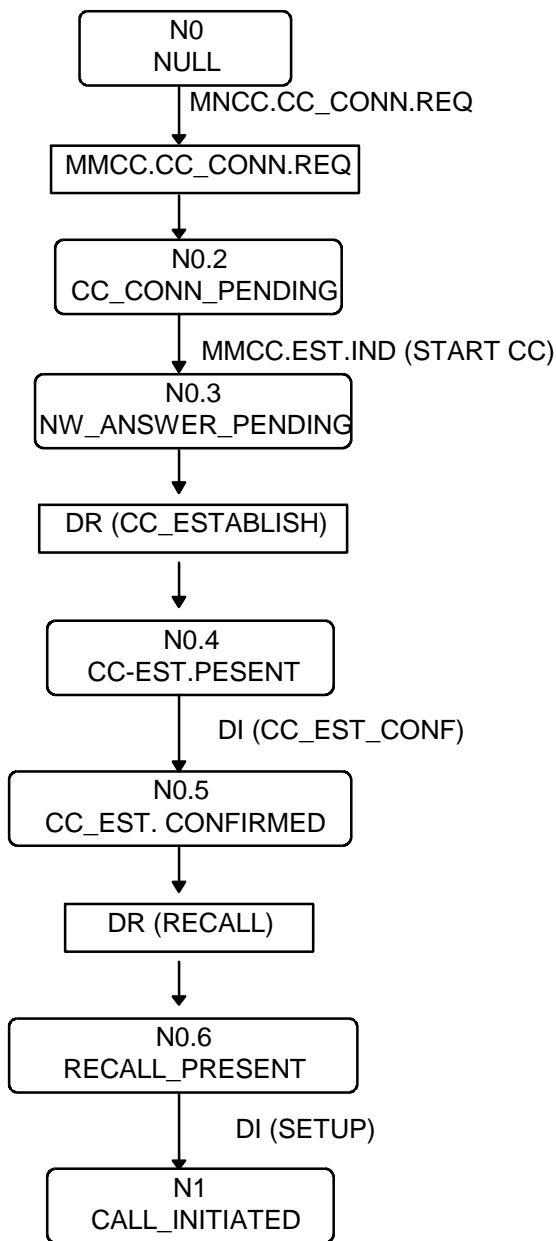 N0
NULL
MNCC.CC_CONN.REQ
MMCC.CC_CONN.REQ
N0.2
CC_CONN_PENDING
MMCC.EST.IND (START CC)
N0.3
NW_ANSWER_PENDING
DR (CC_ESTABLISH)
N0.4
CC-EST.PESENT
DI (CC_EST_CONF)
N0.5
CC_EST. CONFIRMED
DR (RECALL)
N0.6
RECALL_PRESENT
DI (SETUP)
N1
CALL_INITIATED